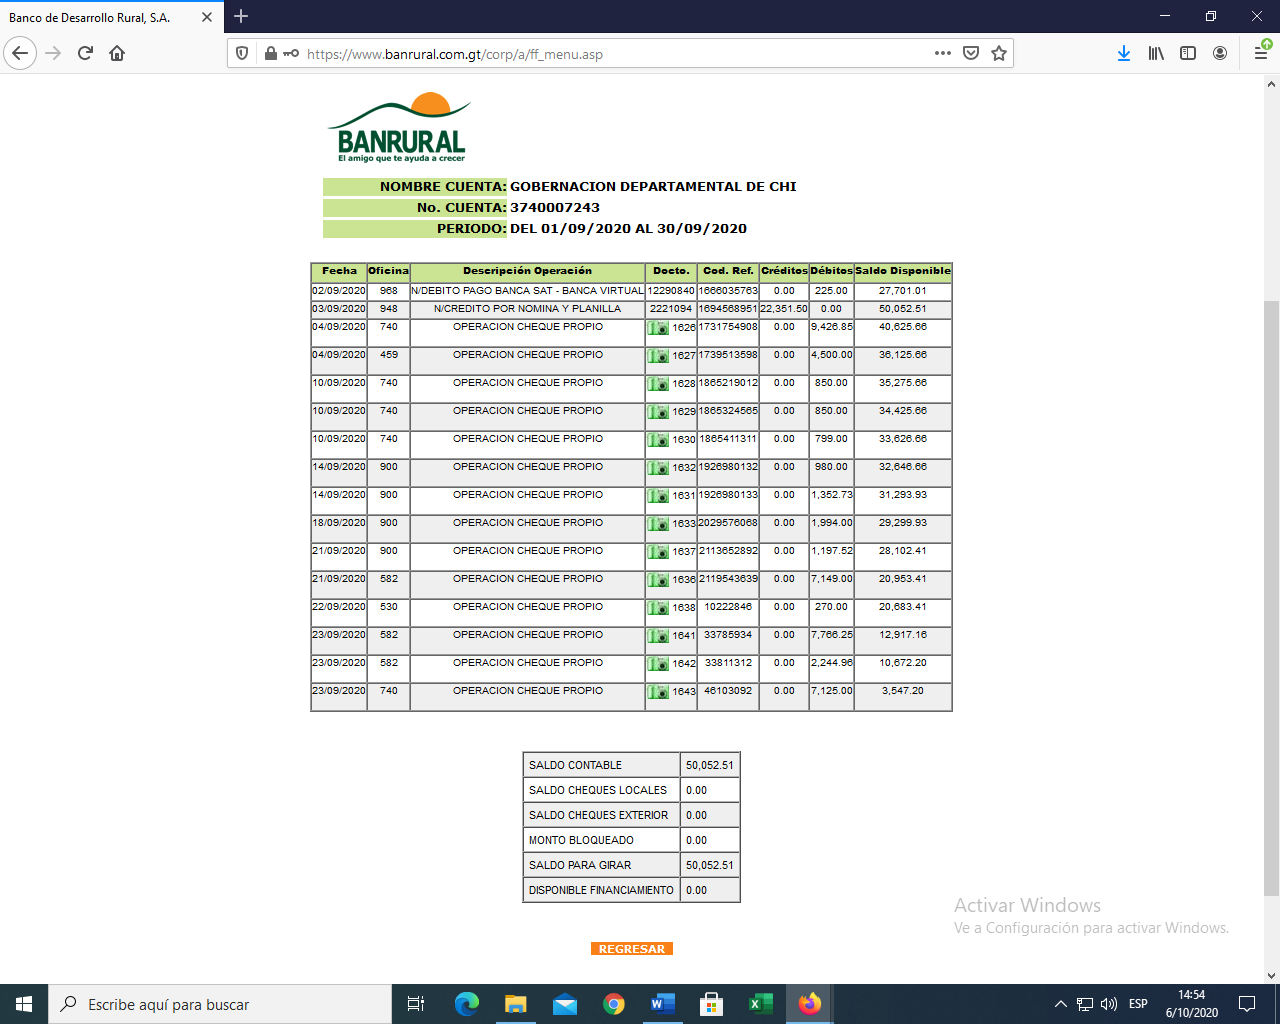 Banco de Desarrollo Rural, S.A.
https://www.banrural.com.gt/corp/a/ff_menu.asp
BANRURAL
El amigo que te ayuda a crecer
NOMBRE CUENTA: GOBERNACION DEPARTAMENTAL DE CHI
No. CUENTA: 3740007243
PERIODO: DEL 01/09/2020 AL 30/09/2020
Fecha Oficina Descripción Operación Docto. Cod. Ref. Créditos Débitos Saldo Disponible
02/09/2020 968 N/DEBITO PAGO BANCA SAT - BANCA VIRTUAL 12290840 1666035763 0.00 225.00 27,701.01
03/09/2020 948 N/CREDITO POR NOMINA Y PLANILLA 2221094 1694568951 22,351.50 0.00 50,052.51
04/09/2020 740 OPERACION CHEQUE PROPIO 1626 1731754908 0.00 9,426.85 40,625.66
04/09/2020 459 OPERACION CHEQUE PROPIO 1627 1739513598 0.00 4,500.00 36,125.66
10/09/2020 740 OPERACION CHEQUE PROPIO 1628 1865219012 0.00 850.00 35,275.66
10/09/2020 740 OPERACION CHEQUE PROPIO 1629 1865324565 0.00 850.00 34,425.66
10/09/2020 740 OPERACION CHEQUE PROPIO 1630 1865411311 0.00 799.00 33,626.66
14/09/2020 900 OPERACION CHEQUE PROPIO 1632 1926980132 0.00 980.00 32,646.66
14/09/2020 900 OPERACION CHEQUE PROPIO 1631 1926980133 0.00 1,352.73 31,293.93
18/09/2020 900 OPERACION CHEQUE PROPIO 1633 2029576068 0.00 1,994.00 29,299.93
21/09/2020 900 OPERACION CHEQUE PROPIO 1637 2113652892 0.00 1,197.52 28,102.41
21/09/2020 582 OPERACION CHEQUE PROPIO 1636 2119543639 0.00 7,149.00 20,953.41
22/09/2020 530 OPERACION CHEQUE PROPIO 1638 10222846 0.00 270.00 20,683.41
23/09/2020 582 OPERACION CHEQUE PROPIO 1641 33785934 0.00 7,766.25 12,917.16
23/09/2020 582 OPERACION CHEQUE PROPIO 1642 33811312 0.00 2,244.96 10,672.20
23/09/2020 740 OPERACION CHEQUE PROPIO 1643 46103092 0.00 7,125.00 3,547.20
SALDO CONTABLE 50,052.51
SALDO CHEQUES LOCALES 0.00
SALDO CHEQUES EXTERIOR 0.00
MONTO BLOQUEADO 0.00
SALDO PARA GIRAR 50,052.51
DISPONIBLE FINANCIAMIENTO 0.00
Activar Windows
Ve a Configuración para activar Windows.
REGRESAR
Escribe aquí para buscar
ESP
14:54
6/10/2020